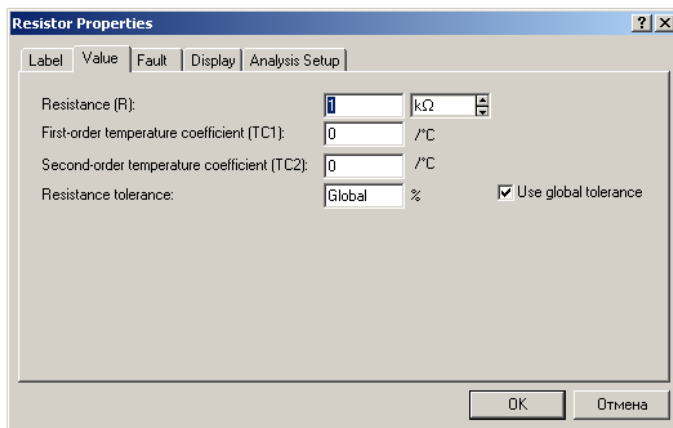 Resistor Properties
Label Value Fault Display Analysis Setup
Resistance (R): 1 kΩ
First-order temperature coefficient (TC1): 0 /°C
Second-order temperature coefficient (TC2): 0 /°C
Resistance tolerance: Global % Use global tolerance
OK Отмена